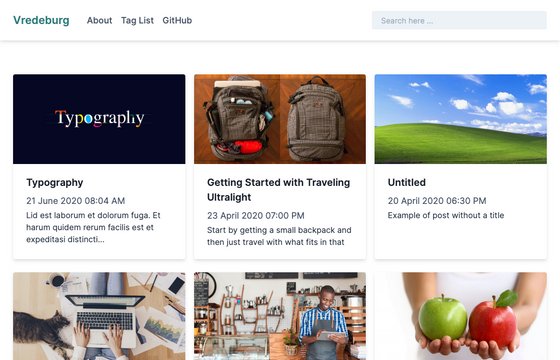 Vredeburg
About
Tag List
GitHub
Search here ...
Typography
Typography
21 June 2020 08:04 AM
Lid est laborum et dolorum fuga. Et
harum quidem rerum facilis est et
expeditasi distincti...
Getting Started with Traveling
Ultralight
23 April 2020 07:00 PM
Start by getting a small backpack and
then just travel with what fits in that
Untitled
20 April 2020 06:30 PM
Example of post without a title